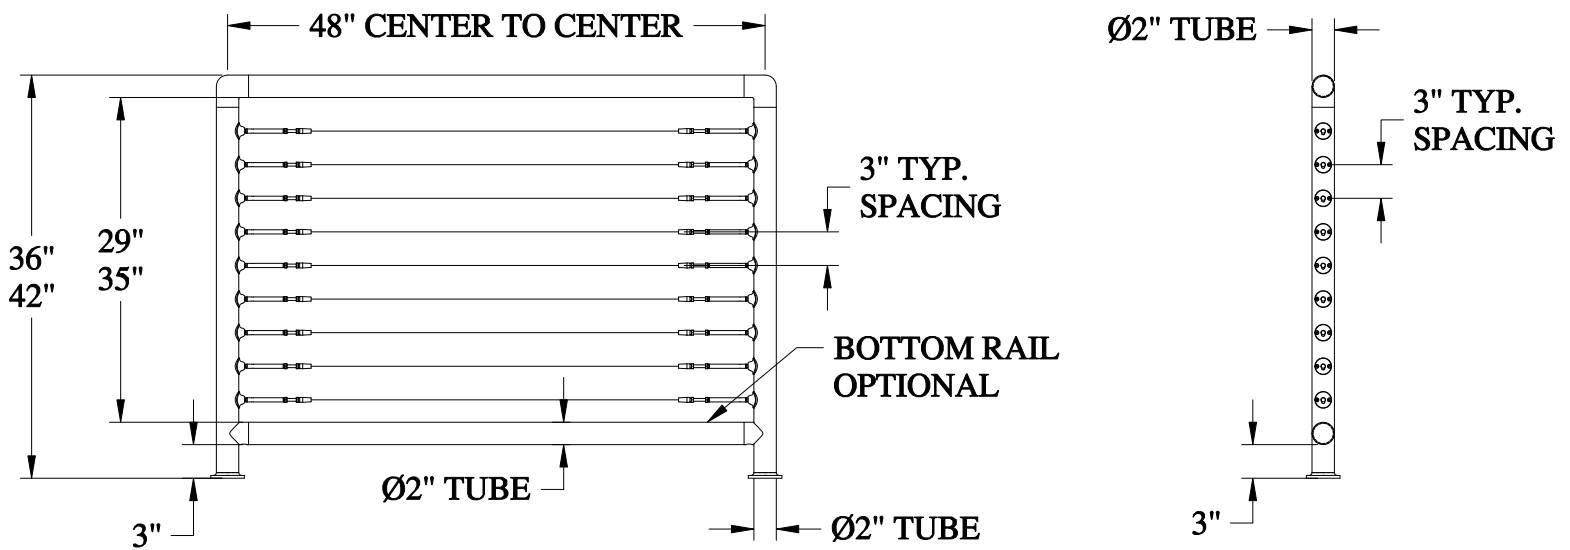 48" CENTER TO CENTER
Ø2" TUBE
3" TYP.
SPACING
3" TYP.
SPACING
29"
35"
36"
42"
BOTTOM RAIL
OPTIONAL
Ø2" TUBE
3"
Ø2" TUBE
3"